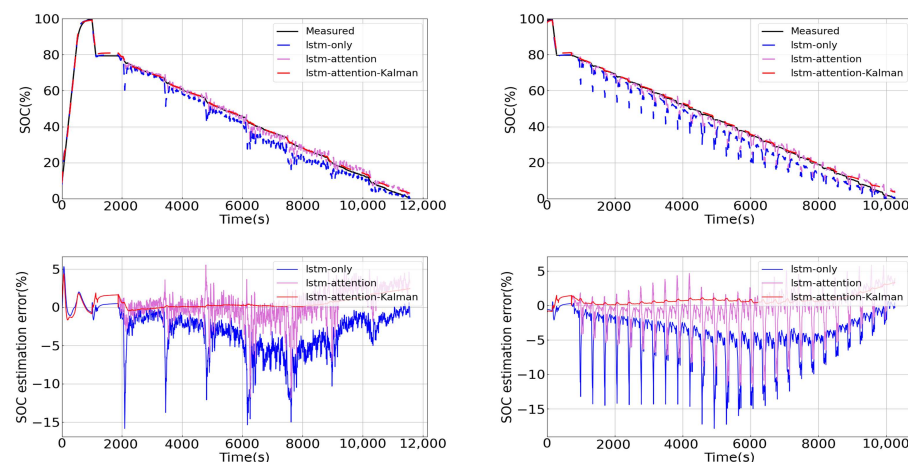 100
80
60
40
20
0
SOC(%)
Measured
lstm-only
lstm-attention
lstm-attention-Kalman
0 2000 4000 6000 8000 10,000 12,000
Time(s)
100
80
60
40
20
0
SOC(%)
Measured
lstm-only
lstm-attention
lstm-attention-Kalman
0 2000 4000 6000 8000 10,000
Time(s)
5
0
−5
−10
−15
SOC estimation error(%)
lstm-only
lstm-attention
lstm-attention-Kalman
0 2000 4000 6000 8000 10,000 12,000
Time(s)
5
0
−5
−10
−15
SOC estimation error(%)
lstm-only
lstm-attention
lstm-attention-Kalman
0 2000 4000 6000 8000 10,000
Time(s)